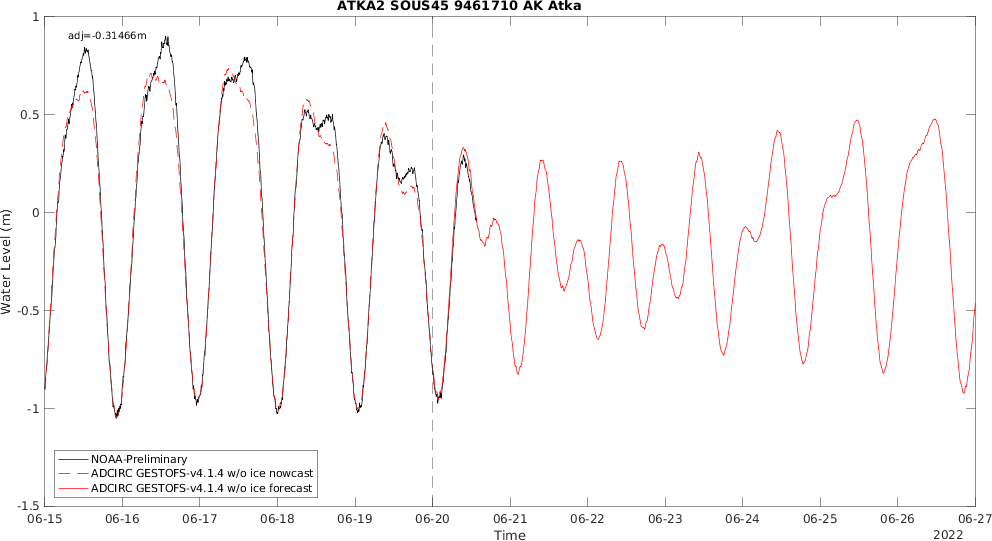 ATKA2 SOUS45 9461710 AK Atka
adj=-0.31466m
1
0.5
0
-0.5
-1
-1.5
Water Level (m)
NOAA-Preliminary
ADCIRC GESTOFS-v4.1.4 w/o ice nowcast
ADCIRC GESTOFS-v4.1.4 w/o ice forecast
06-15 06-16 06-17 06-18 06-19 06-20 06-21 06-22 06-23 06-24 06-25 06-26 06-27
Time
2022